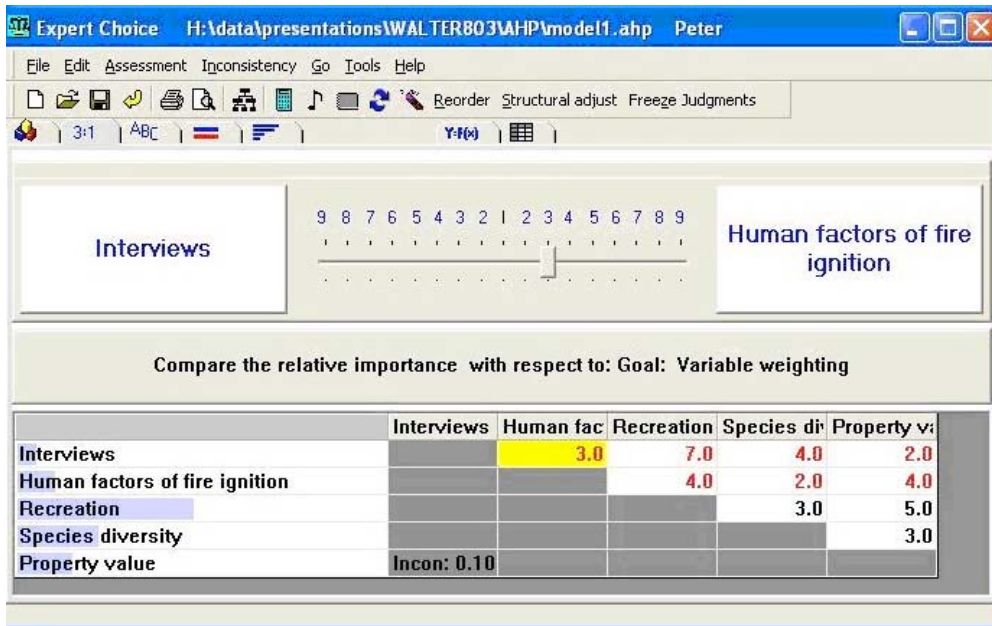 Expert Choice H:\data\presentations\WALTER803\AHP\model1.ahp Peter
File Edit Assessment Inconsistency Go Tools Help
Reorder Structural adjust Freeze Judgments
3:1 ABC Y=F(x)
9 8 7 6 5 4 3 2 1 2 3 4 5 6 7 8 9
Interviews
Human factors of fire
ignition
Compare the relative importance with respect to: Goal: Variable weighting
Interviews Human fac Recreation Species di Property va
Interviews 3.0 7.0 4.0 2.0
Human factors of fire ignition 4.0 2.0 4.0
Recreation 3.0 5.0
Species diversity 3.0
Property value Incon: 0.10